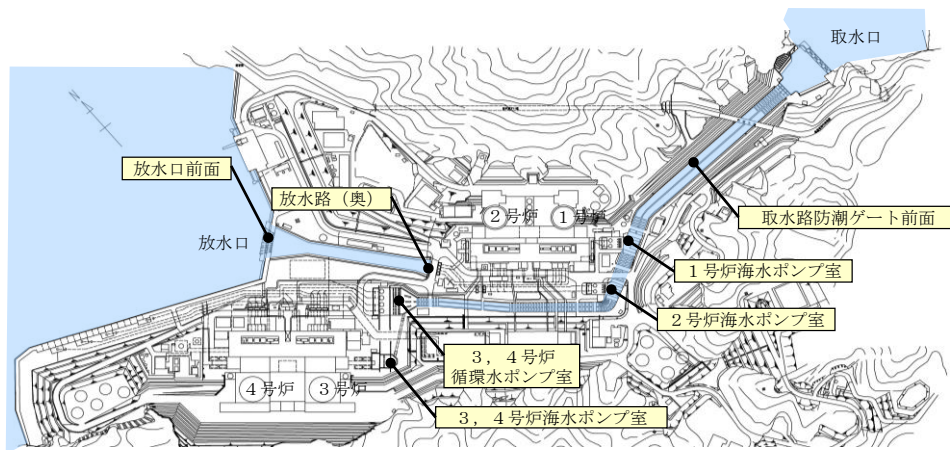 取水口
放水口前面
放水路（奥）
２号炉
１号炉
取水路防潮ゲート前面
放水口
１号炉海水ポンプ室
２号炉海水ポンプ室
３，４号炉
循環水ポンプ室
４号炉
３号炉
３，４号炉海水ポンプ室
N